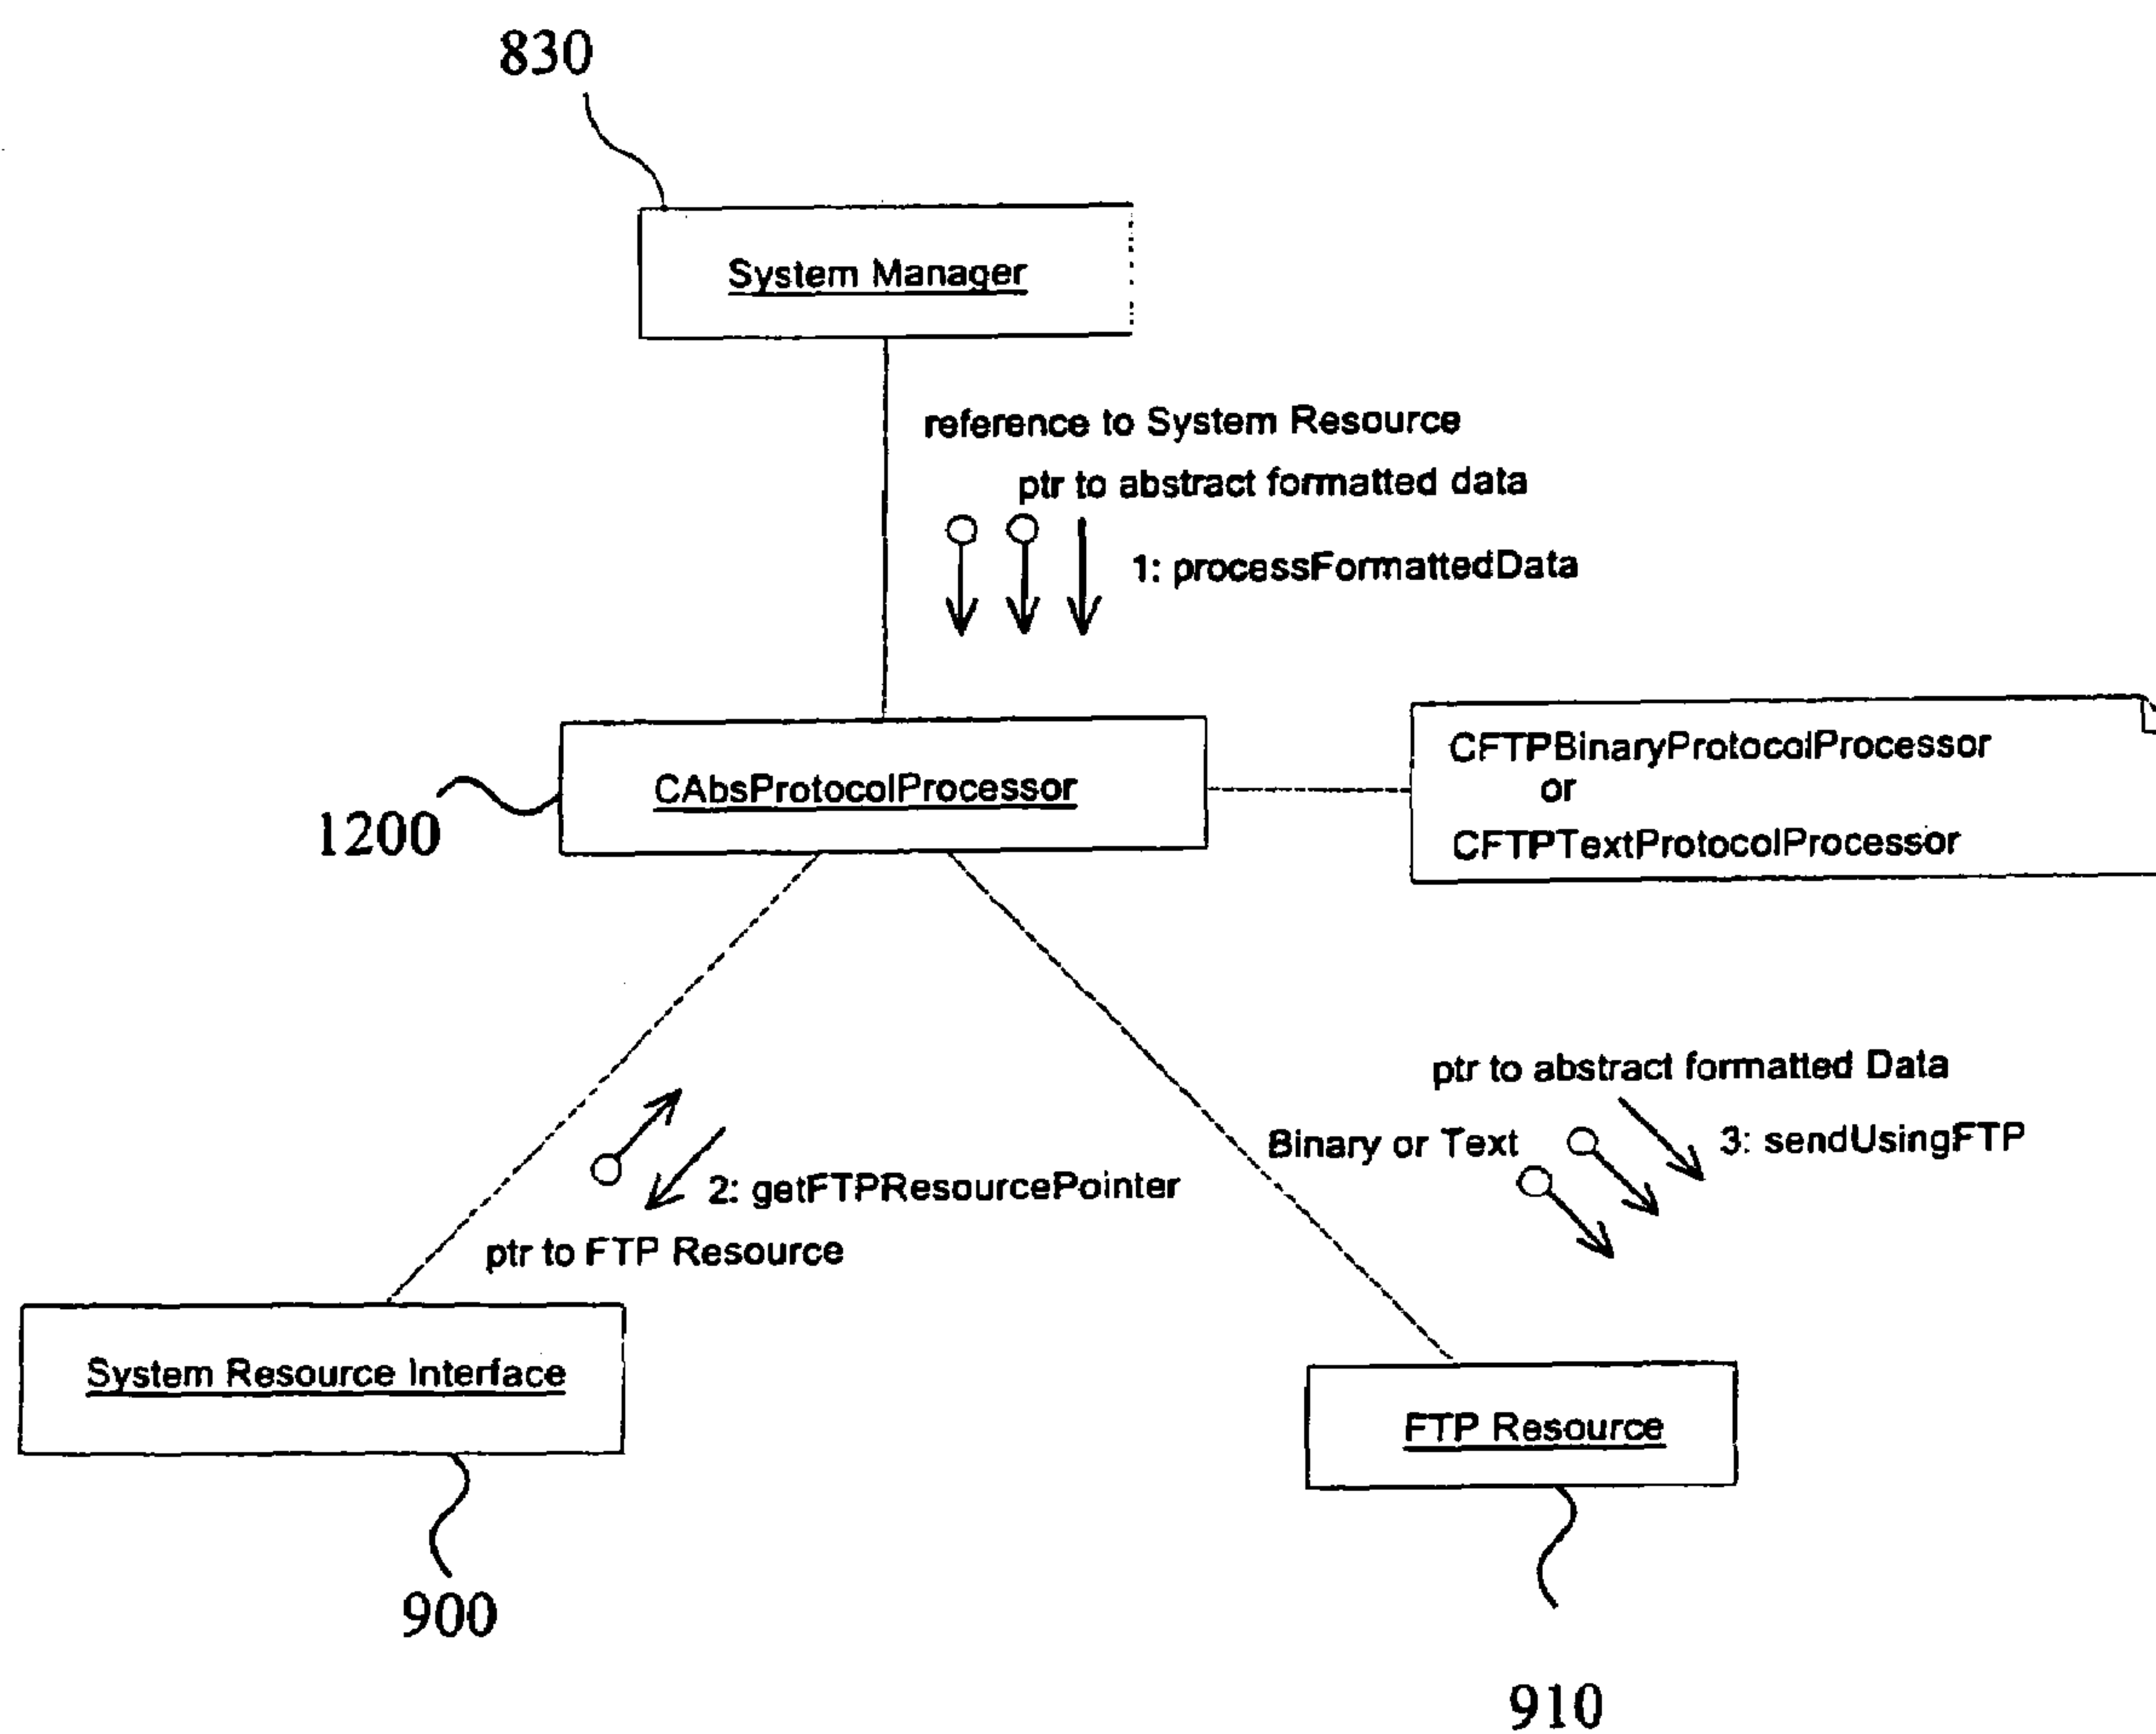 830
System Manager
reference to System Resource
ptr to abstract formatted data
1: processFormattedData
CAbsProtocolProcessor
1200
CFTPBinaryProtocolProcessor
or
CFTPTextProtocolProcessor
ptr to abstract formatted Data
Binary or Text
3: sendUsingFTP
2: getFTPResourcePointer
ptr to FTP Resource
System Resource Interface
FTP Resource
900
910